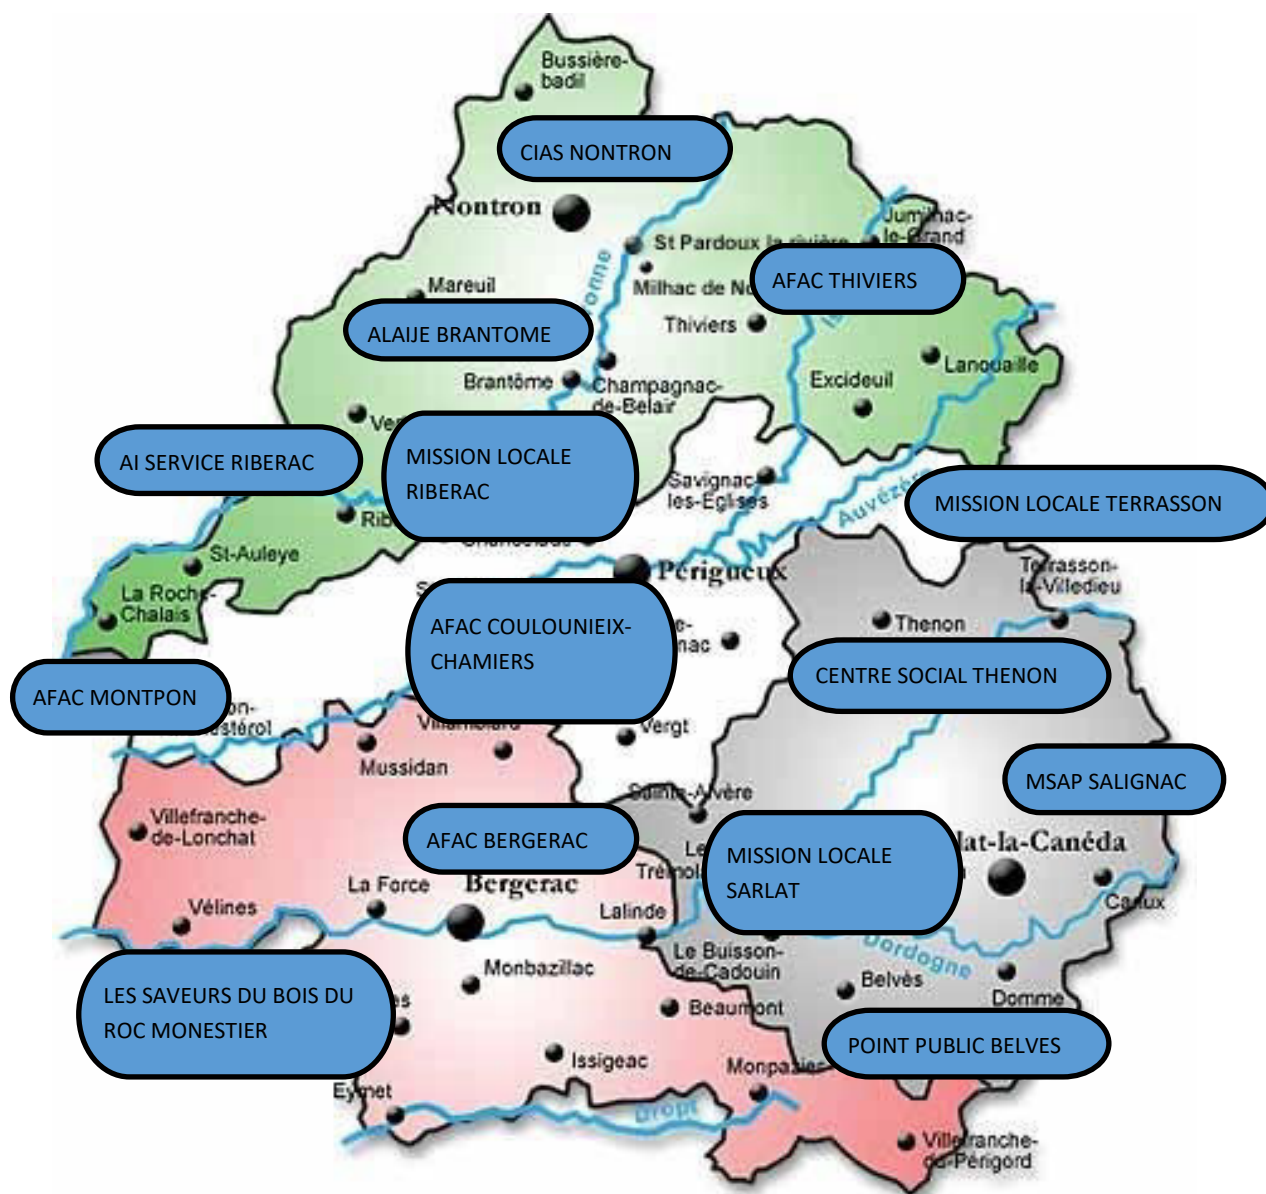 Bussière-
badil
CIAS NONTRON
Nontron
Jumilhac-
le-Grand
St Pardoux la rivière
AFAC THIVIERS
Mareuil
Milhac de
Thiviers
ALAIJE BRANTOME
Lanouaille
Brantôme
Champagnac-
de-Belair
Excideuil
AI SERVICE RIBERAC
MISSION LOCALE
RIBERAC
Savignac-
les-Eglises
Auvézère
MISSION LOCALE TERRASSON
St-Auleye
Périgueux
Terrasson-
la-Villedieu
La Roche-
Chalais
Thenon
AFAC COULOUNIEIX-
CHAMIERS
CENTRE SOCIAL THENON
AFAC MONTPON
Villamblard
Vergt
Mussidan
MSAP SALIGNAC
Sainte-Alvère
Villefranche-
de-Lonchat
AFAC BERGERAC
MISSION LOCALE
SARLAT
lat-la-Canéda
La Force
Bergerac
Carlux
Vélines
Lalinde
Dordogne
Le Buisson-
de-Cadouin
Monbazillac
Belvès
Domme
LES SAVEURS DU BOIS DU
ROC MONESTIER
Beaumont
POINT PUBLIC BELVES
Issigeac
Monpazier
Eymet
Dropt
Villefranche-
du-Périgord